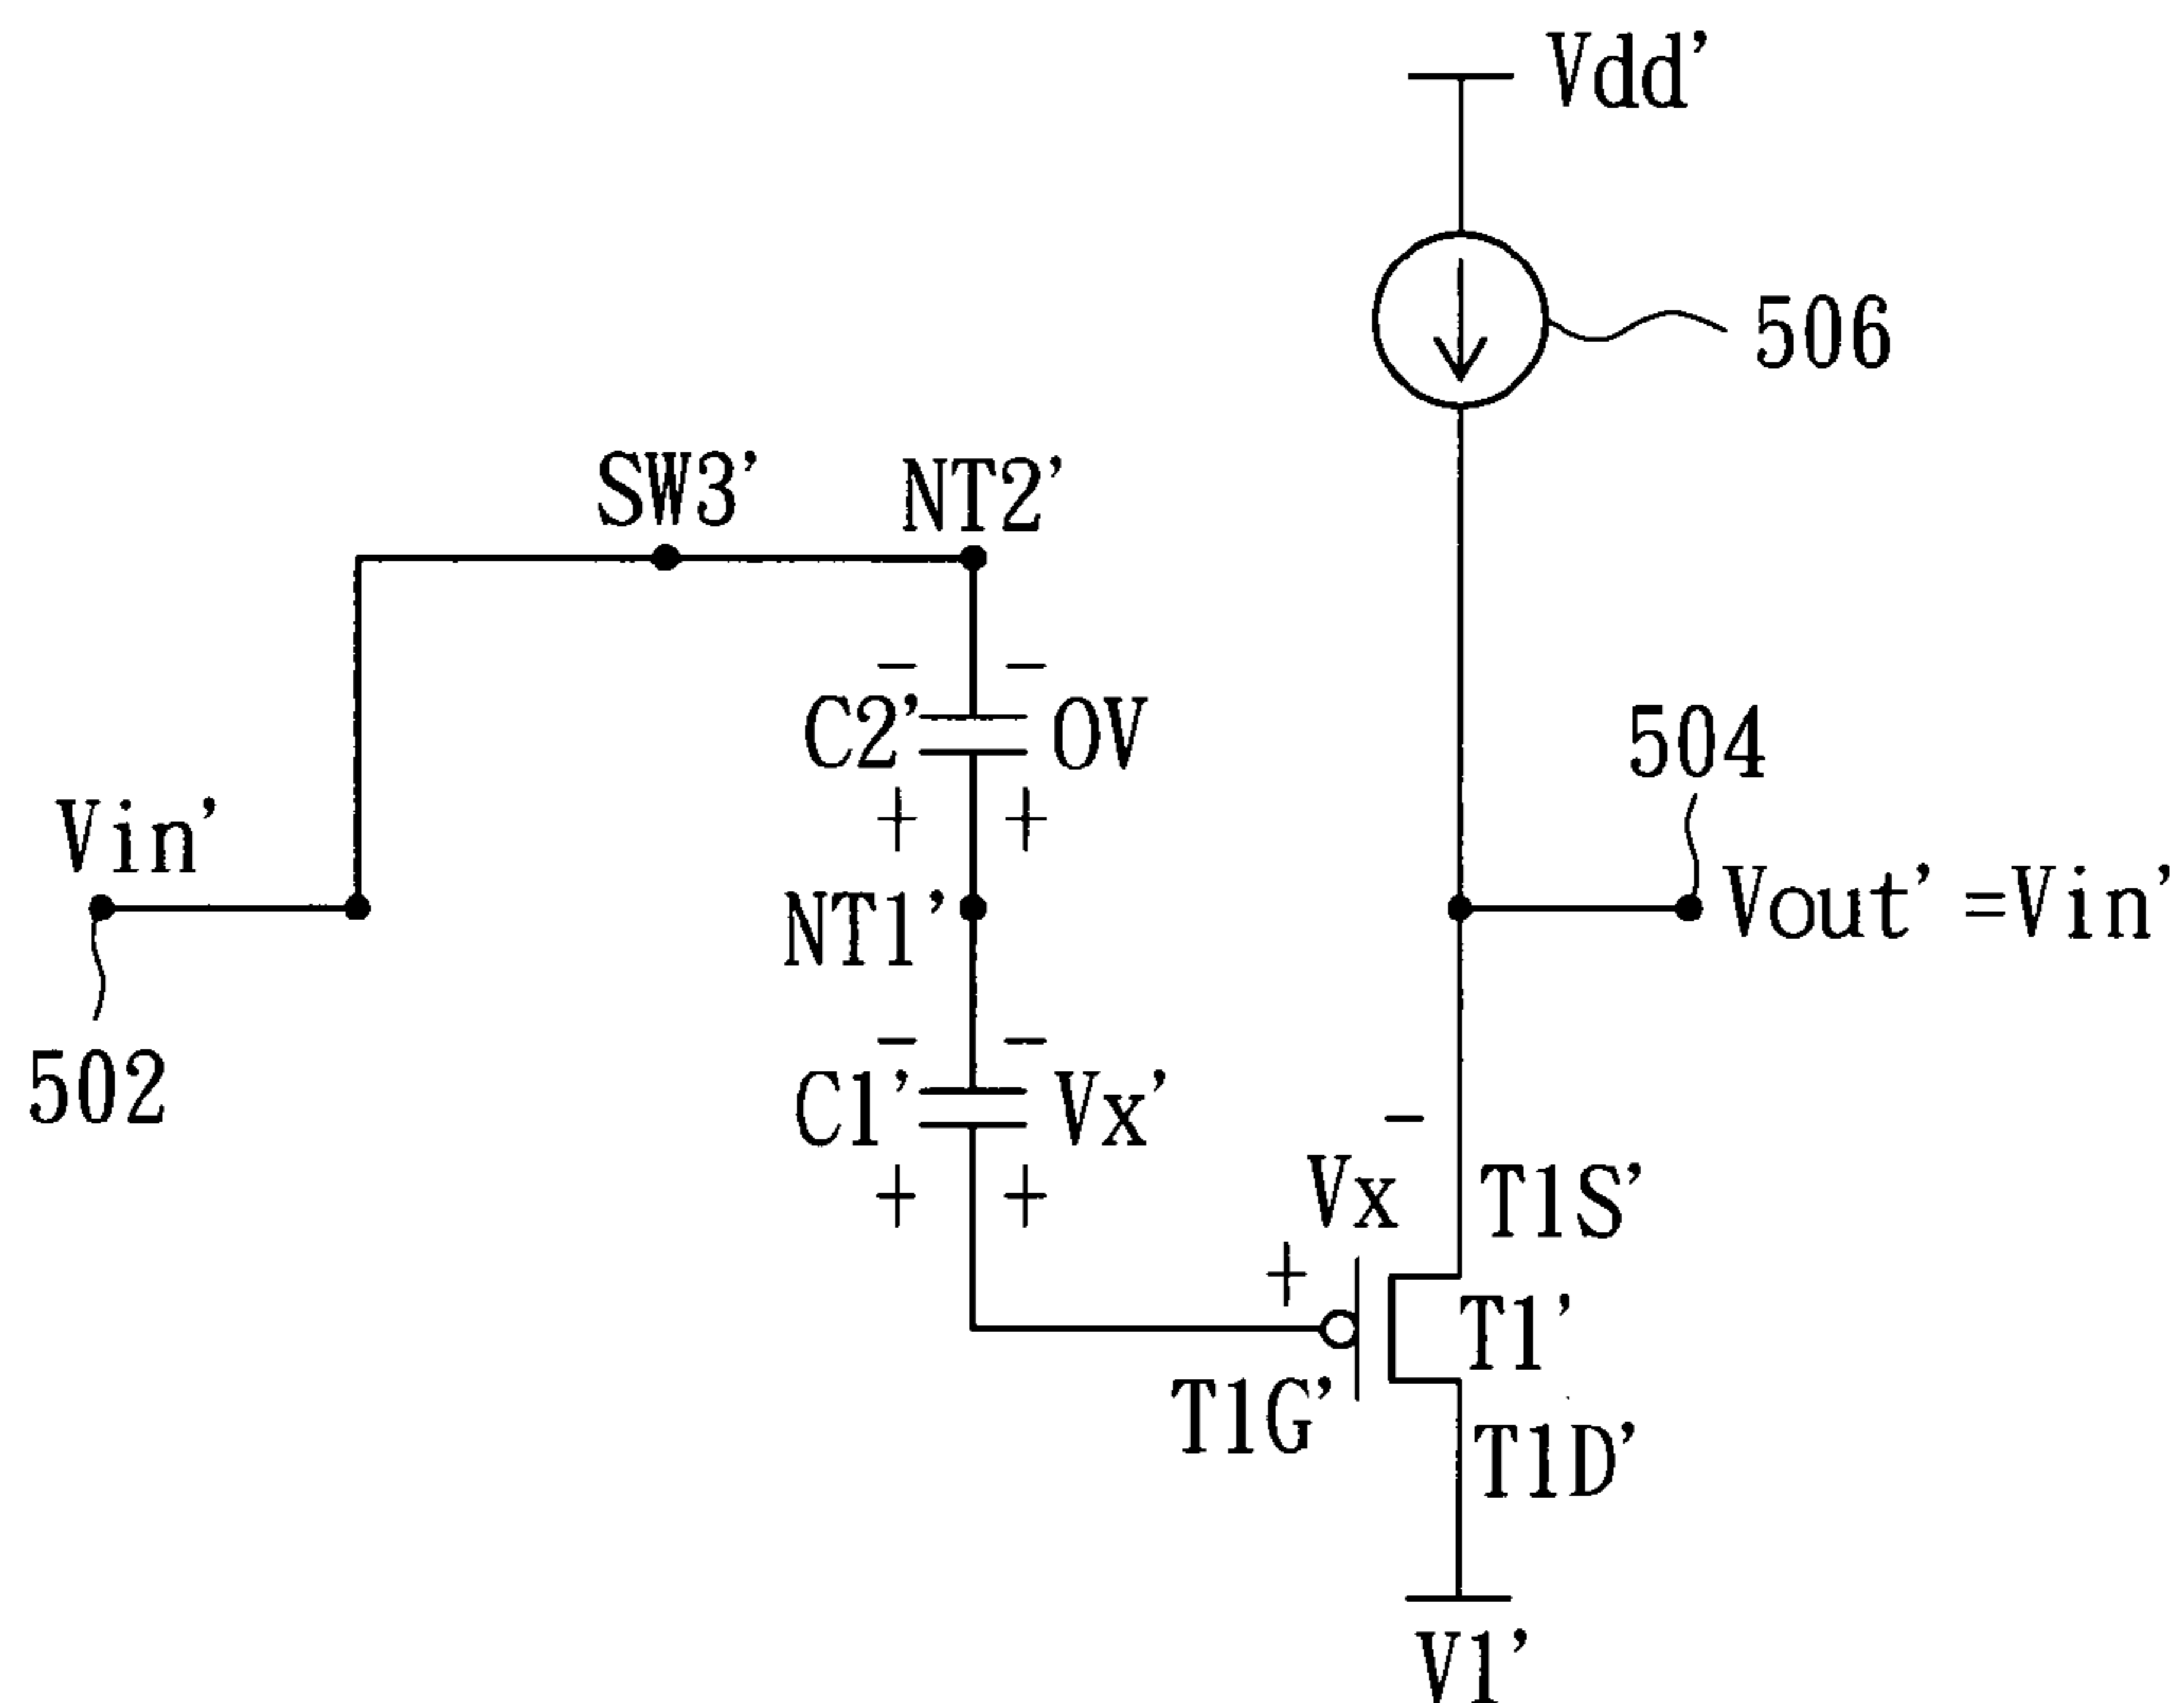 Vdd'
506
SW3'
NT2'
- -
C2' 0V
+ +
504
Vin'
NT1'
Vout'=Vin'
502
- -
C1' Vx'
+ +
-
Vx
T1S'
+
T1'
T1G'
T1D'
V1'